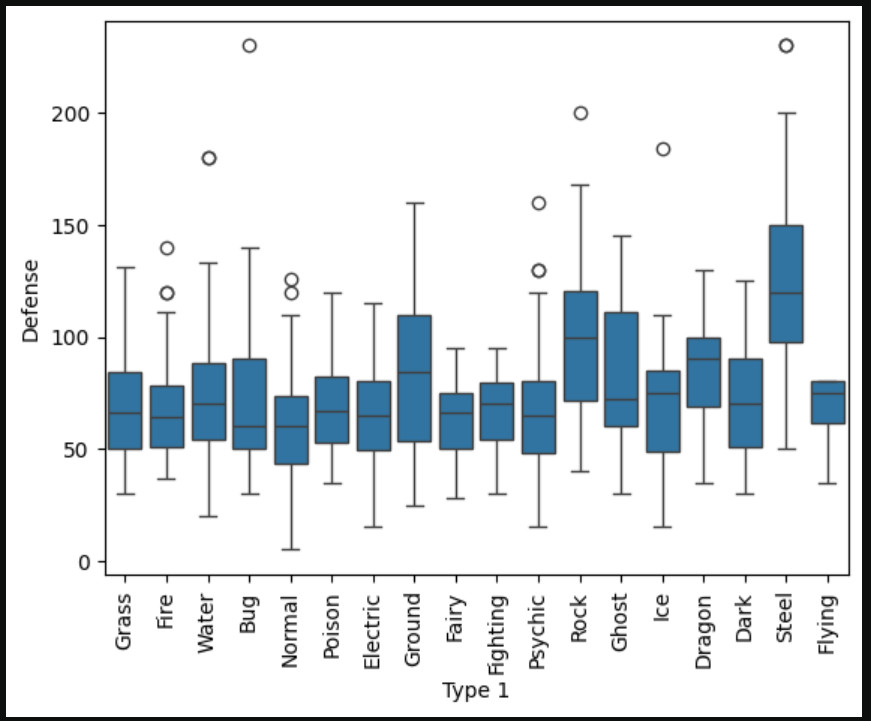 200
150
100
50
0
Defense
Grass
Fire
Water
Bug
Normal
Poison
Electric
Ground
Fairy
Fighting
Psychic
Rock
Ghost
Ice
Dragon
Dark
Steel
Flying
Type 1